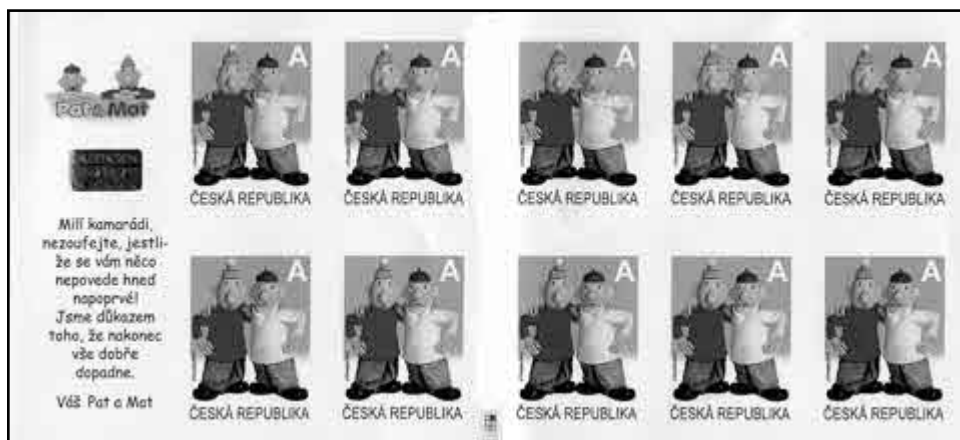 Pat a Mat
Milí kamarádi,
nezoufejte, jestli-
že se vám něco
nepovede hned
napoprvé!
Jsme důkazem
toho, že nakonec
vše dobře
dopadne.
Váš Pat a Mat
A
ČESKÁ REPUBLIKA
A
ČESKÁ REPUBLIKA
A
ČESKÁ REPUBLIKA
A
ČESKÁ REPUBLIKA
A
ČESKÁ REPUBLIKA
A
ČESKÁ REPUBLIKA
A
ČESKÁ REPUBLIKA
A
ČESKÁ REPUBLIKA
A
ČESKÁ REPUBLIKA
A
ČESKÁ REPUBLIKA